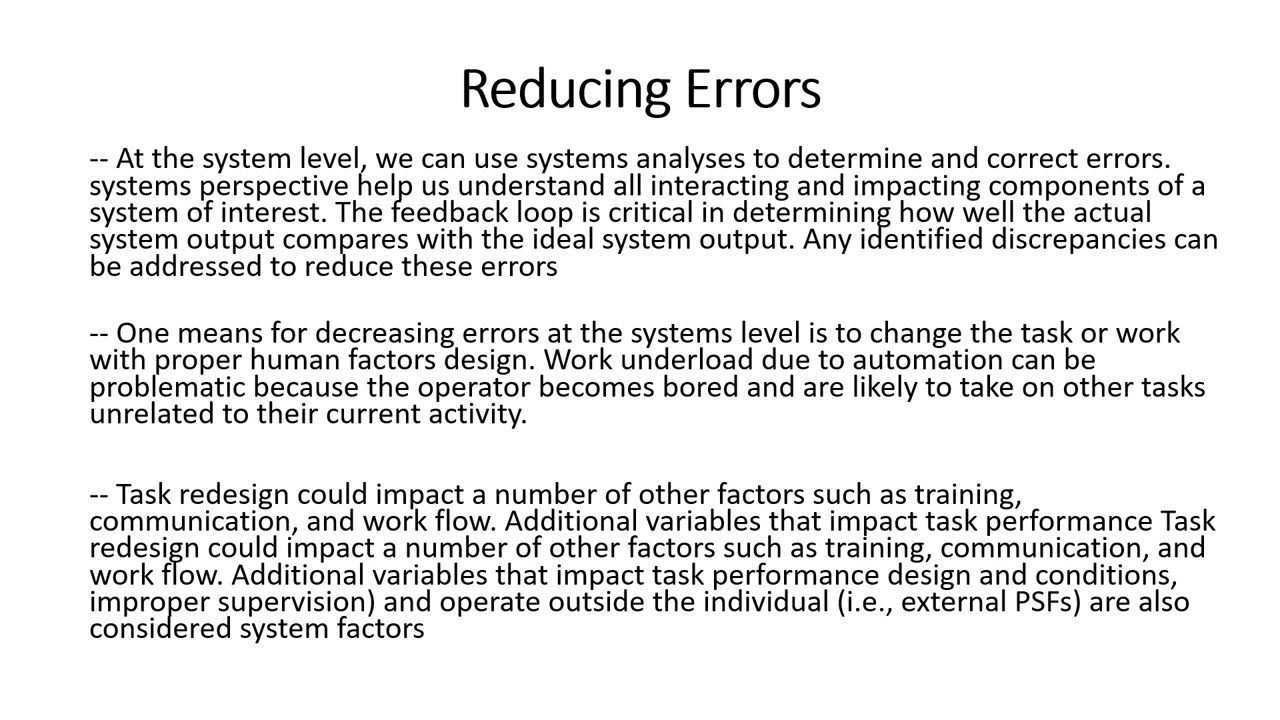 Reducing Errors
-- At the system level, we can use systems analyses to determine and correct errors.
systems perspective help us understand all interacting and impacting components of a
system of interest. The feedback loop is critical in determining how well the actual
system output compares with the ideal system output. Any identified discrepancies can
be addressed to reduce these errors
-- One means for decreasing errors at the systems level is to change the task or work
with proper human factors design. Work underload due to automation can be
problematic because the operator becomes bored and are likely to take on other tasks
unrelated to their current activity.
-- Task redesign could impact a number of other factors such as training,
communication, and work flow. Additional variables that impact task performance Task
redesign could impact a number of other factors such as training, communication, and
work flow. Additional variables that impact task performance design and conditions,
improper supervision) and operate outside the individual (i.e., external PSFs) are also
considered system factors